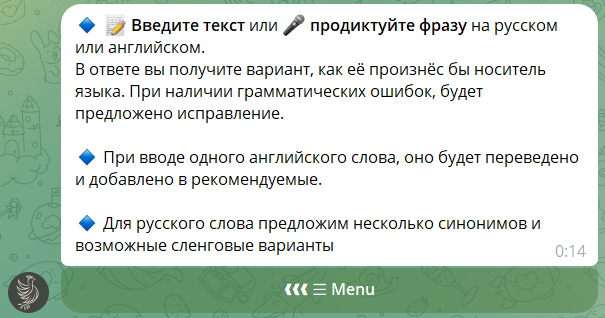 🔹 📝 Введите текст или 🎤 продиктуйте фразу на русском
или английском.
В ответе вы получите вариант, как её произнёс бы носитель
языка. При наличии грамматических ошибок, будет
предложено исправление.
🔹 При вводе одного английского слова, оно будет переведено
и добавлено в рекомендуемые.
🔹 Для русского слова предложим несколько синонимов и
возможные сленговые варианты
0:14
❰❰❰ ☰ Menu